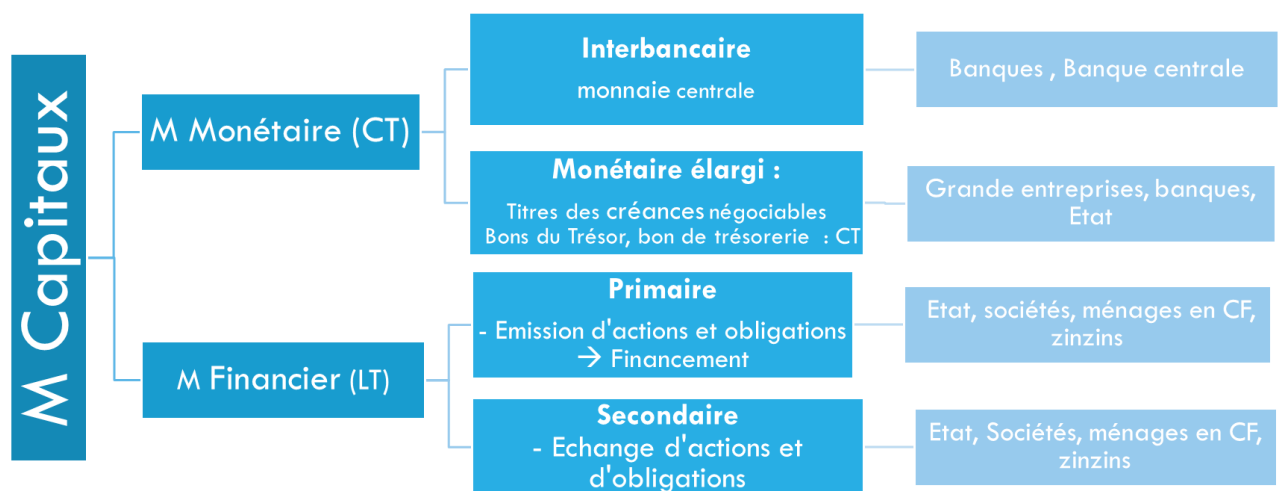 M Capitaux
M Monétaire (CT)
Interbancaire
monnaie centrale
Banques , Banque centrale
Monétaire élargi :
Titres des créances négociables
Bons du Trésor, bon de trésorerie : CT
Grande entreprises, banques,
Etat
M Financier (LT)
Primaire
- Emission d'actions et obligations
→ Financement
Etat, sociétés, ménages en CF,
zinzins
Secondaire
- Echange d'actions et
d'obligations
Etat, Sociétés, ménages en CF,
zinzins